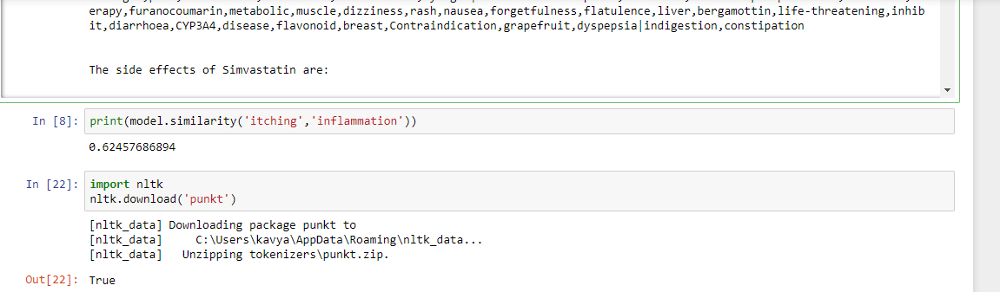 erapy,furanocoumarin,metabolic,muscle,dizziness,rash,nausea,forgetfulness,flatulence,liver,bergamottin,life-threatening,inhib
it,diarrhoea,CYP3A4,disease,flavonoid,breast,Contraindication,grapefruit,dyspepsia|indigestion,constipation
The side effects of Simvastatin are:
In [8]: print(model.similarity('itching','inflammation'))
0.62457686894
In [22]: import nltk
nltk.download('punkt')
[nltk_data] Downloading package punkt to
[nltk_data]     C:\Users\kavya\AppData\Roaming\nltk_data...
[nltk_data]   Unzipping tokenizers\punkt.zip.
Out[22]: True